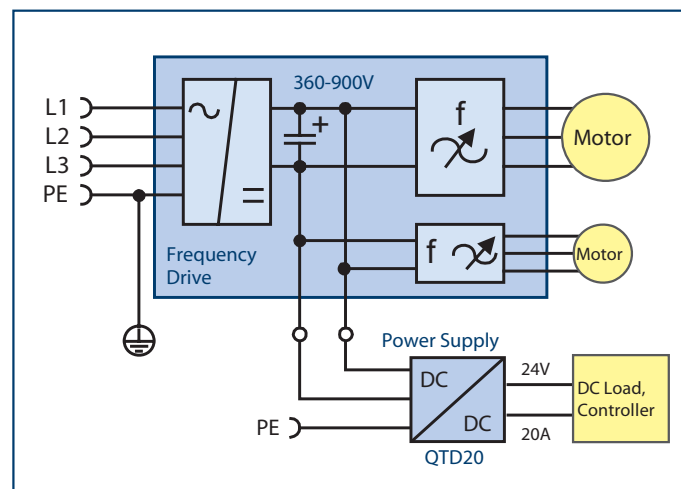 360-900V
L1
L2
L3
PE
+
f
Motor
Frequency
Drive
f
Motor
Power Supply
DC
DC
24V
20A
DC Load,
Controller
PE
QTD20